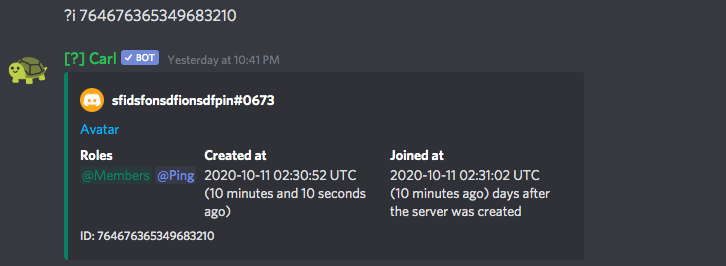 ?i 764676365349683210
[?] Carl ✓ BOT Yesterday at 10:41 PM
sfidsfonsdfionsdfpin#0673
Avatar
Roles Created at Joined at
@Members @Ping 2020-10-11 02:30:52 UTC 2020-10-11 02:31:02 UTC
(10 minutes and 10 seconds (10 minutes ago) days after
ago) the server was created
ID: 764676365349683210